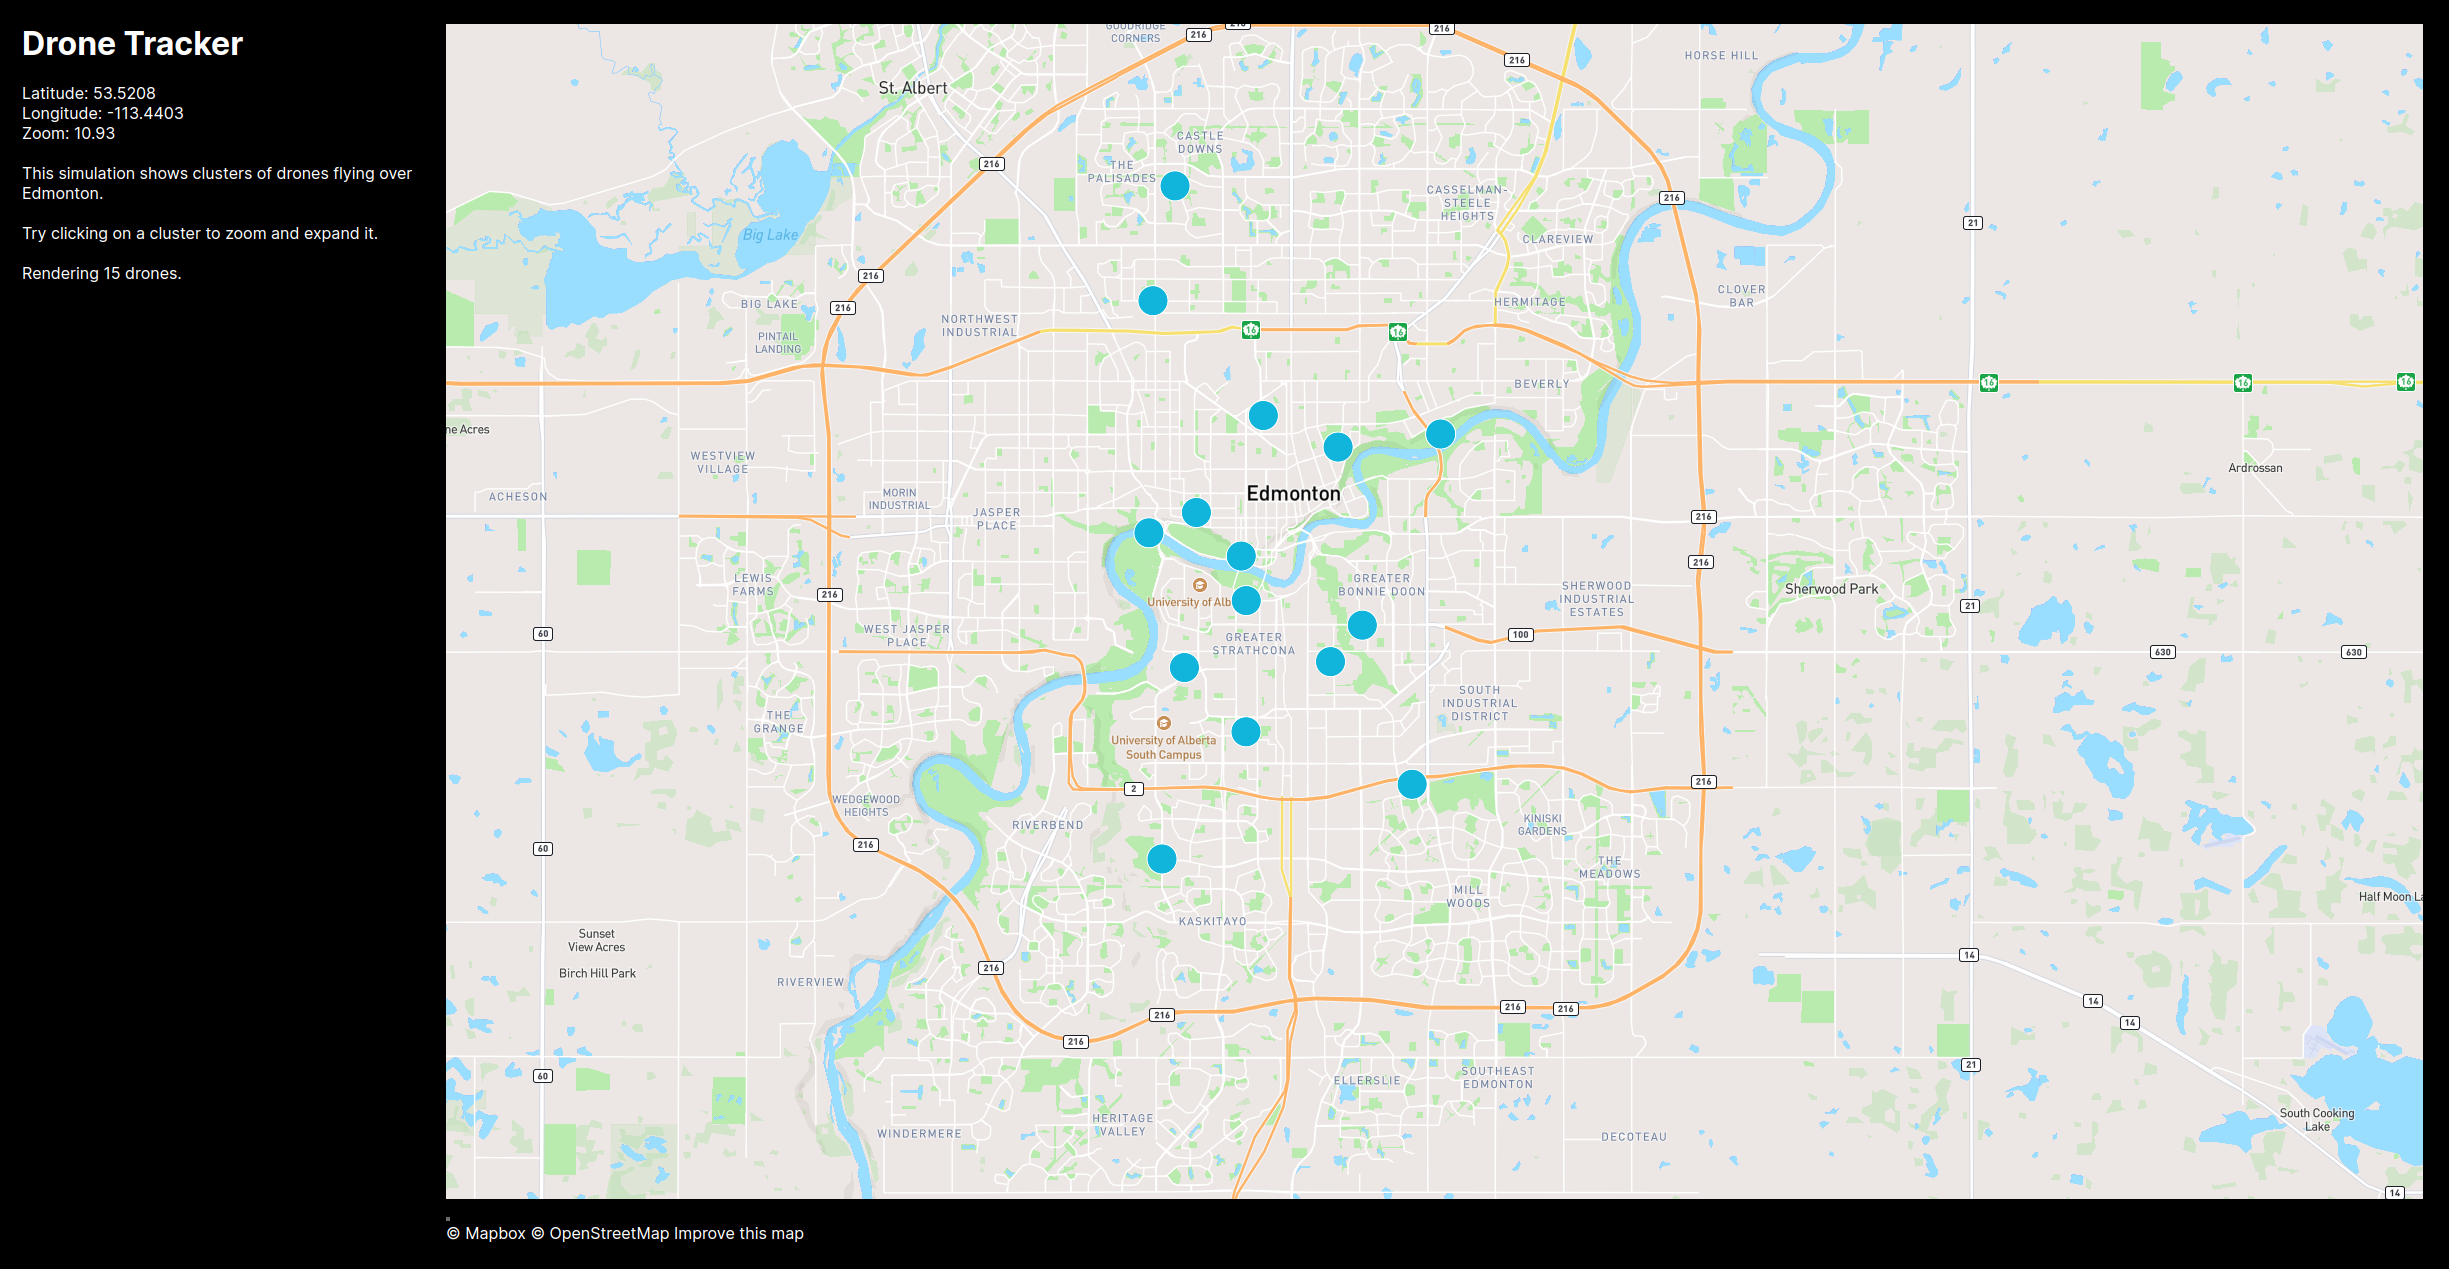 Drone Tracker
Latitude: 53.5208
Longitude: -113.4403
Zoom: 10.93
This simulation shows clusters of drones flying over
Edmonton.
Try clicking on a cluster to zoom and expand it.
Rendering 15 drones.
GOODRIDGE
CORNERS
216
216
216
216
HORSE HILL
St. Albert
CASTLE
DOWNS
216
THE
PALISADES
CASSELMAN-
STEELE
HEIGHTS
216
21
Big Lake
CLAREVIEW
216
CLOVER
BAR
BIG LAKE
216
HERMITAGE
NORTHWEST
INDUSTRIAL
16
16
PINTAIL
LANDING
BEVERLY
16
16
16
ne Acres
WESTVIEW
VILLAGE
Ardrossan
ACHESON
MORIN
INDUSTRIAL
Edmonton
JASPER
PLACE
216
216
LEWIS
FARMS
216
University of Alb
GREATER
BONNIE DOON
SHERWOOD
INDUSTRIAL
ESTATES
Sherwood Park
21
60
WEST JASPER
PLACE
GREATER
STRATHCONA
100
630
630
SOUTH
INDUSTRIAL
DISTRICT
THE
GRANGE
University of Alberta
South Campus
216
2
WEDGEWOOD
HEIGHTS
RIVERBEND
KINISKI
GARDENS
216
60
THE
MEADOWS
MILL
WOODS
Half Moon La
KASKITAYO
Sunset
View Acres
14
Birch Hill Park
216
RIVERVIEW
14
216
216
216
14
216
21
60
ELLERSLIE
SOUTHEAST
EDMONTON
HERITAGE
VALLEY
South Cooking
Lake
WINDERMERE
DECOTEAU
14
© Mapbox © OpenStreetMap Improve this map